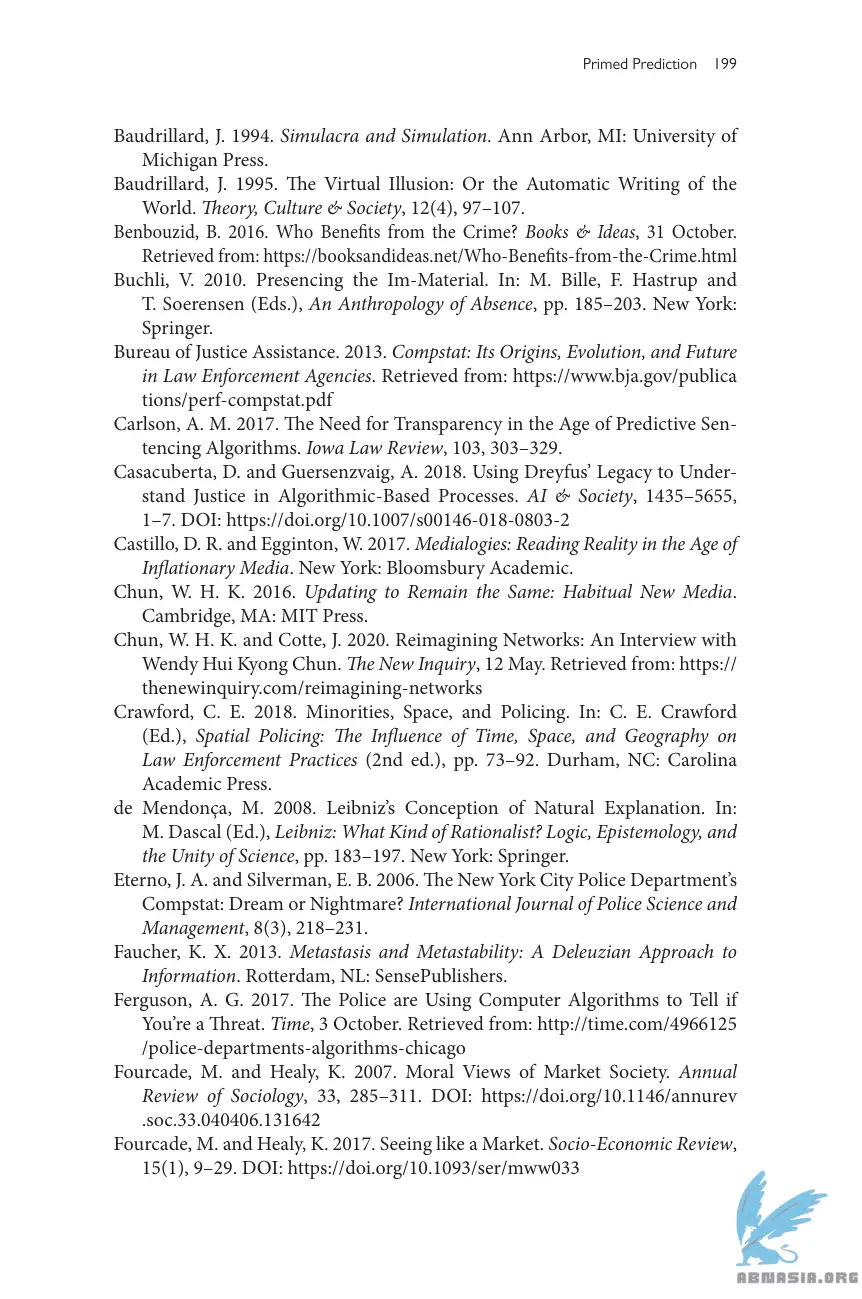 Primed Prediction 199
Baudrillard, J. 1994. Simulacra and Simulation. Ann Arbor, MI: University of
Michigan Press.
Baudrillard, J. 1995. The Virtual Illusion: Or the Automatic Writing of the
World. Theory, Culture & Society, 12(4), 97–107.
Benbouzid, B. 2016. Who Benefits from the Crime? Books & Ideas, 31 October.
Retrieved from: https://booksandideas.net/Who-Benefits-from-the-Crime.html
Buchli, V. 2010. Presencing the Im-Material. In: M. Bille, F. Hastrup and
T. Soerensen (Eds.), An Anthropology of Absence, pp. 185–203. New York:
Springer.
Bureau of Justice Assistance. 2013. Compstat: Its Origins, Evolution, and Future
in Law Enforcement Agencies. Retrieved from: https://www.bja.gov/publica
tions/perf-compstat.pdf
Carlson, A. M. 2017. The Need for Transparency in the Age of Predictive Sen-
tencing Algorithms. Iowa Law Review, 103, 303–329.
Casacuberta, D. and Guersenzvaig, A. 2018. Using Dreyfus’ Legacy to Under-
stand Justice in Algorithmic-Based Processes. AI & Society, 1435–5655,
1–7. DOI: https://doi.org/10.1007/s00146-018-0803-2
Castillo, D. R. and Egginton, W. 2017. Medialogies: Reading Reality in the Age of
Inflationary Media. New York: Bloomsbury Academic.
Chun, W. H. K. 2016. Updating to Remain the Same: Habitual New Media.
Cambridge, MA: MIT Press.
Chun, W. H. K. and Cotte, J. 2020. Reimagining Networks: An Interview with
Wendy Hui Kyong Chun. The New Inquiry, 12 May. Retrieved from: https://
thenewinquiry.com/reimagining-networks
Crawford, C. E. 2018. Minorities, Space, and Policing. In: C. E. Crawford
(Ed.), Spatial Policing: The Influence of Time, Space, and Geography on
Law Enforcement Practices (2nd ed.), pp. 73–92. Durham, NC: Carolina
Academic Press.
de Mendonça, M. 2008. Leibniz’s Conception of Natural Explanation. In:
M. Dascal (Ed.), Leibniz: What Kind of Rationalist? Logic, Epistemology, and
the Unity of Science, pp. 183–197. New York: Springer.
Eterno, J. A. and Silverman, E. B. 2006. The New York City Police Department’s
Compstat: Dream or Nightmare? International Journal of Police Science and
Management, 8(3), 218–231.
Faucher, K. X. 2013. Metastasis and Metastability: A Deleuzian Approach to
Information. Rotterdam, NL: SensePublishers.
Ferguson, A. G. 2017. The Police are Using Computer Algorithms to Tell if
You’re a Threat. Time, 3 October. Retrieved from: http://time.com/4966125
/police-departments-algorithms-chicago
Fourcade, M. and Healy, K. 2007. Moral Views of Market Society. Annual
Review of Sociology, 33, 285–311. DOI: https://doi.org/10.1146/annurev
.soc.33.040406.131642
Fourcade, M. and Healy, K. 2017. Seeing like a Market. Socio-Economic Review,
15(1), 9–29. DOI: https://doi.org/10.1093/ser/mww033
ABNASIA.ORG